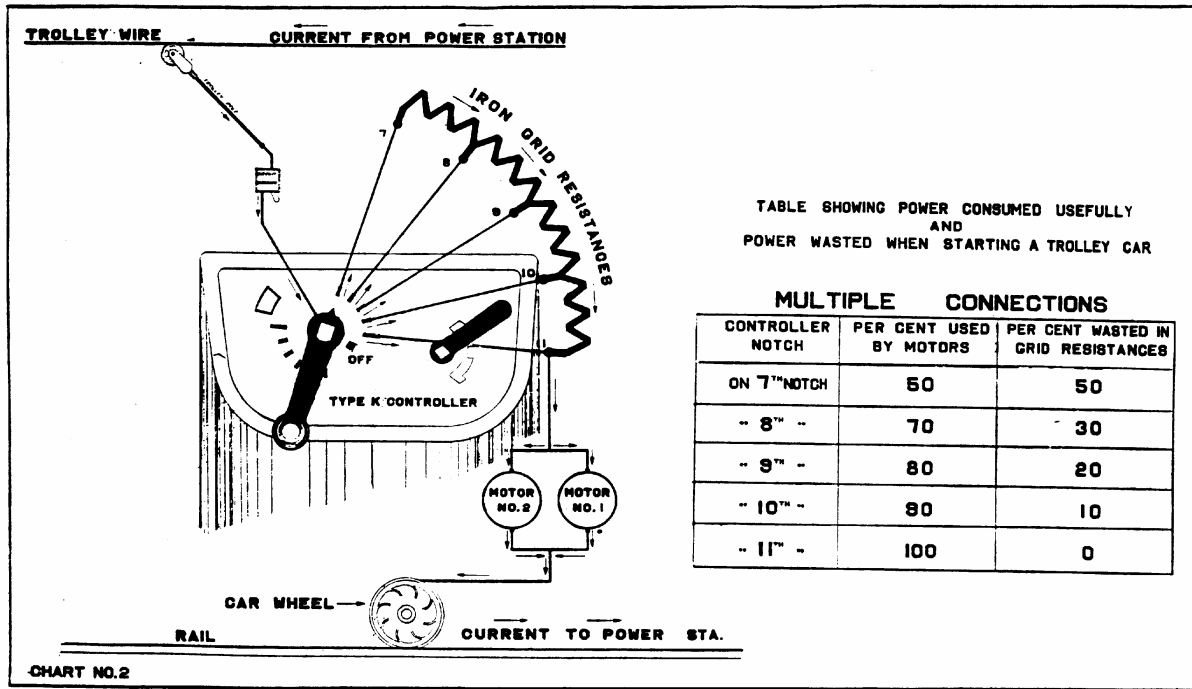 TROLLEY WIRE
CURRENT FROM POWER STATION
IRON GRID RESISTANCES
7
8
9
10
OFF
TYPE K CONTROLLER
MOTOR NO.2
MOTOR NO.1
CAR WHEEL
RAIL
CURRENT TO POWER STA.
CHART NO.2
TABLE SHOWING POWER CONSUMED USEFULLY
AND
POWER WASTED WHEN STARTING A TROLLEY CAR
MULTIPLE CONNECTIONS
CONTROLLER NOTCH PER CENT USED BY MOTORS PER CENT WASTED IN GRID RESISTANCES
ON 7TH NOTCH 50 50
" 8TH " 70 30
" 9TH " 80 20
" 10TH " 90 10
" 11TH " 100 0